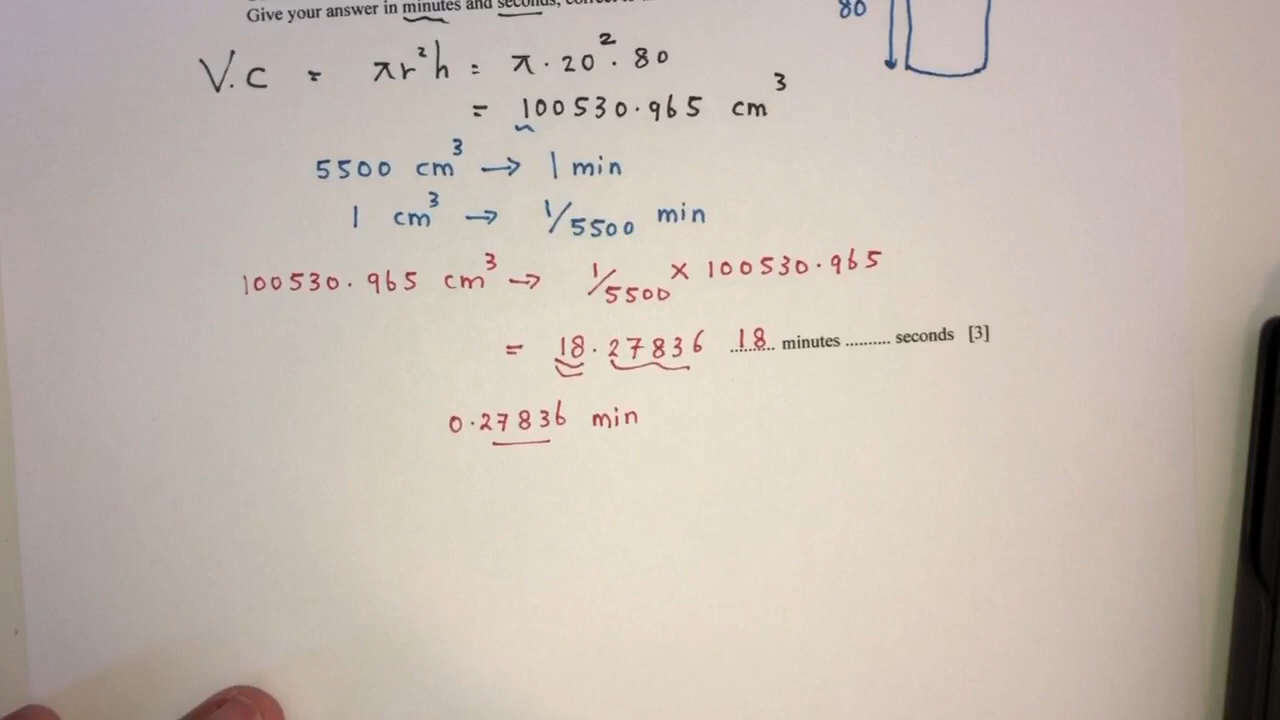 Give your answer in minutes and seconds, correct
80
V.C = πr²h = π · 20² · 80
= 100530.965 cm³
5500 cm³ → 1 min
1 cm³ → 1/5500 min
100530.965 cm³ → 1/5500 × 100530.965
= 18.27836 18 minutes .......... seconds [3]
0.27836 min